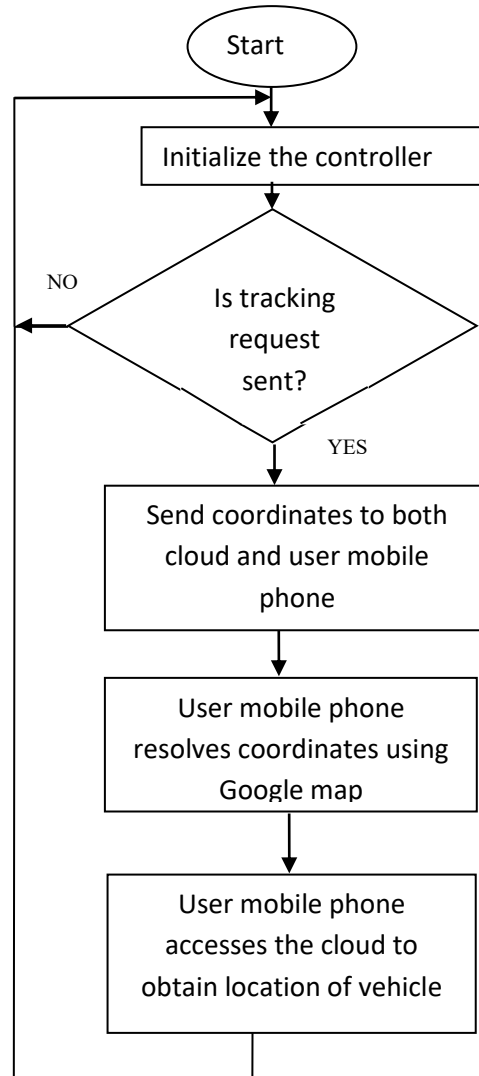 Start
Initialize the controller
NO
Is tracking
request
sent?
YES
Send coordinates to both
cloud and user mobile
phone
User mobile phone
resolves coordinates using
Google map
User mobile phone
accesses the cloud to
obtain location of vehicle